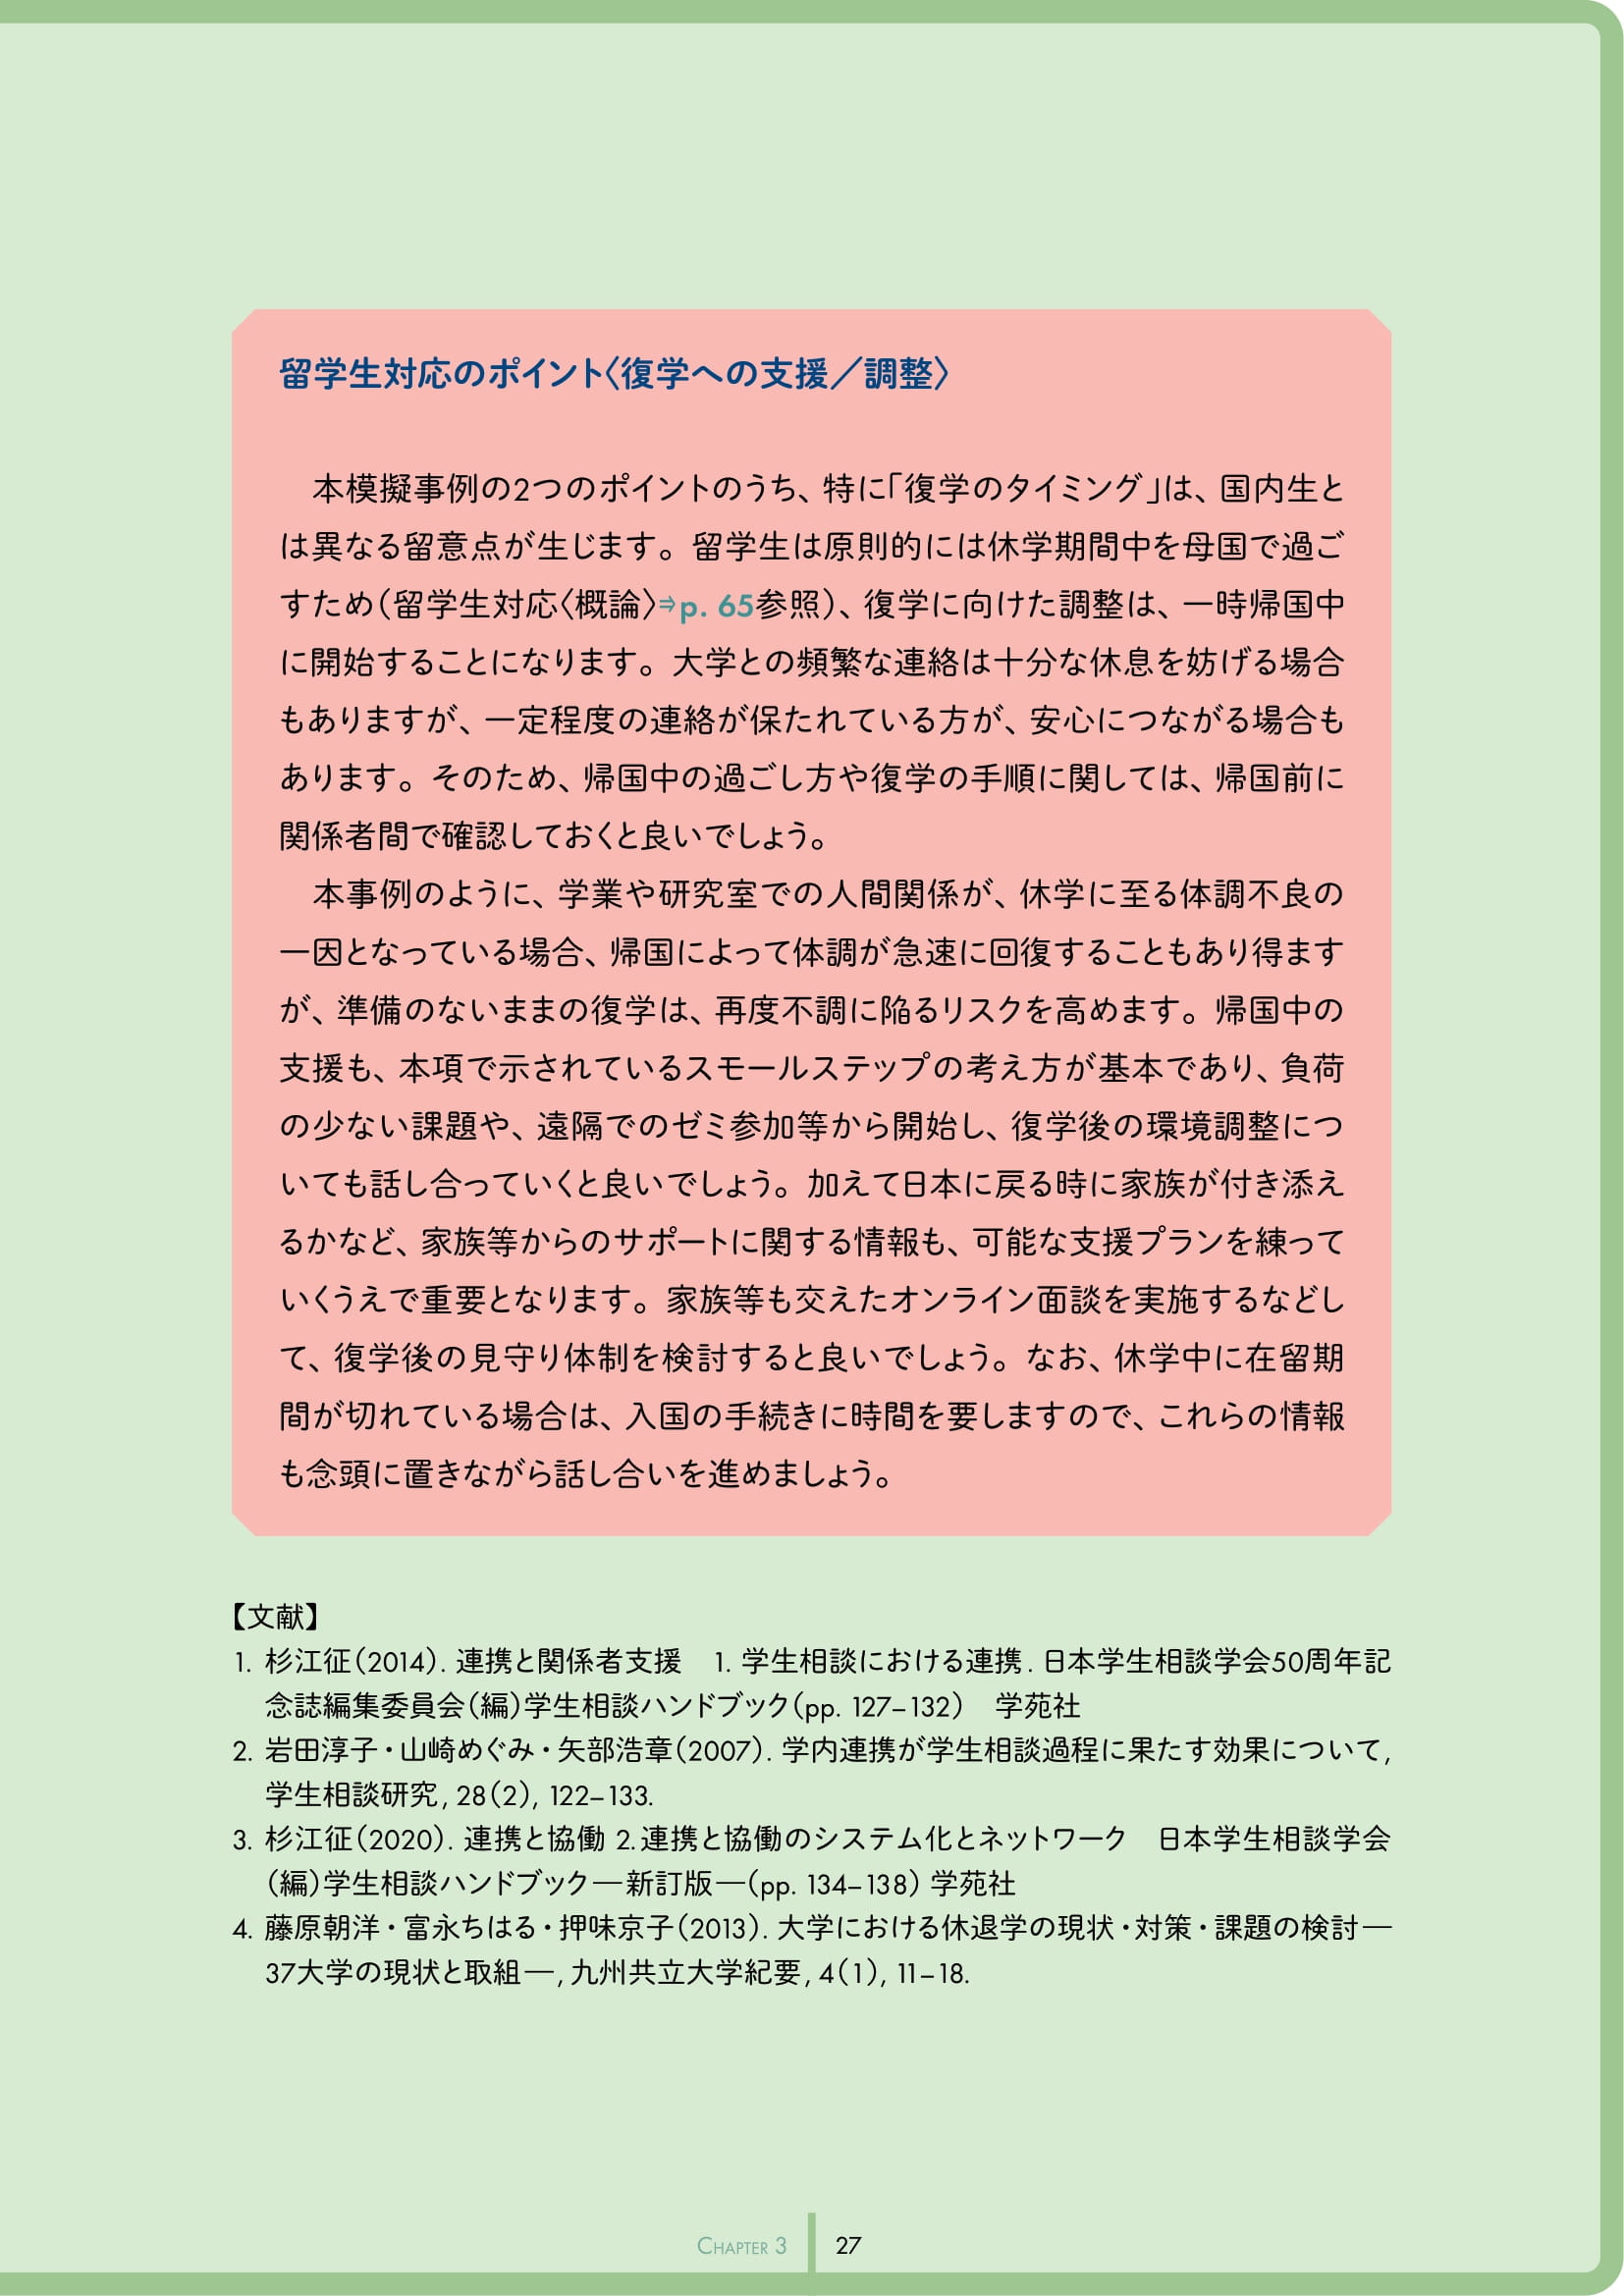 留学生対応のポイント〈復学への支援／調整〉
本模擬事例の2つのポイントのうち、特に「復学のタイミング」は、国内生と
は異なる留意点が生じます。留学生は原則的には休学期間中を母国で過ご
すため（留学生対応〈概論〉⇒p. 65参照）、復学に向けた調整は、一時帰国中
に開始することになります。大学との頻繁な連絡は十分な休息を妨げる場合
もありますが、一定程度の連絡が保たれている方が、安心につながる場合も
あります。そのため、帰国中の過ごし方や復学の手順に関しては、帰国前に
関係者間で確認しておくと良いでしょう。
本事例のように、学業や研究室での人間関係が、休学に至る体調不良の
一因となっている場合、帰国によって体調が急速に回復することもあり得ます
が、準備のないままの復学は、再度不調に陥るリスクを高めます。帰国中の
支援も、本項で示されているスモールステップの考え方が基本であり、負荷
の少ない課題や、遠隔でのゼミ参加等から開始し、復学後の環境調整につ
いても話し合っていくと良いでしょう。加えて日本に戻る時に家族が付き添え
るかなど、家族等からのサポートに関する情報も、可能な支援プランを練って
いくうえで重要となります。家族等も交えたオンライン面談を実施するなどし
て、復学後の見守り体制を検討すると良いでしょう。なお、休学中に在留期
間が切れている場合は、入国の手続きに時間を要しますので、これらの情報
も念頭に置きながら話し合いを進めましょう。
【文献】
1. 杉江征（2014）. 連携と関係者支援　1. 学生相談における連携. 日本学生相談学会50周年記
念誌編集委員会（編）学生相談ハンドブック（pp. 127–132）　学苑社
2. 岩田淳子・山崎めぐみ・矢部浩章（2007）. 学内連携が学生相談過程に果たす効果について,
学生相談研究, 28（2）, 122–133.
3. 杉江征（2020）. 連携と協働 2.連携と協働のシステム化とネットワーク　日本学生相談学会
（編）学生相談ハンドブック―新訂版―（pp. 134–138） 学苑社
4. 藤原朝洋・富永ちはる・押味京子（2013）. 大学における休退学の現状・対策・課題の検討―
37大学の現状と取組―, 九州共立大学紀要, 4（1）, 11–18.
CHAPTER 3 27